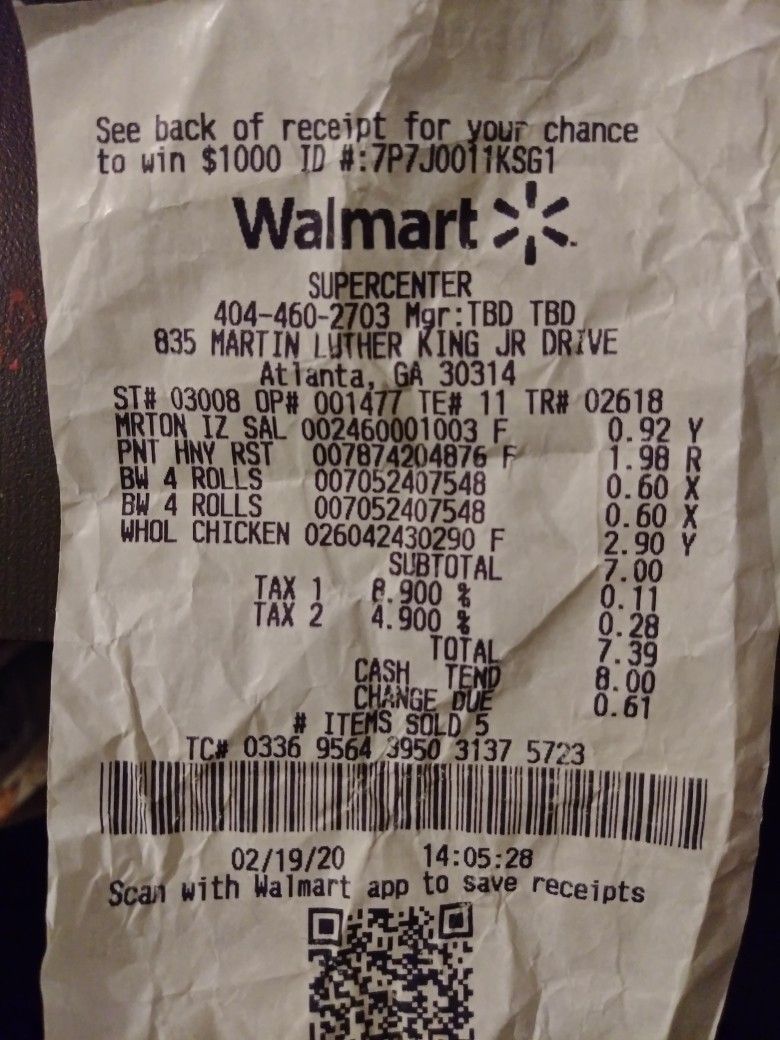 See back of receipt for your chance
to win $1000 ID #:7P7J0011KSG1
Walmart
SUPERCENTER
404-460-2703 Mgr:TBD TBD
835 MARTIN LUTHER KING JR DRIVE
Atlanta, GA 30314
ST# 03008 OP# 001477 TE# 11 TR# 02618
MRTON IZ SAL 002460001003 F 0.92 Y
PNT HNY RST 007874204876 F 1.98 R
BW 4 ROLLS 007052407548 0.60 X
BW 4 ROLLS 007052407548 0.60 X
WHOL CHICKEN 026042430290 F 2.90 Y
SUBTOTAL 7.00
TAX 1 8.900 % 0.11
TAX 2 4.900 % 0.28
TOTAL 7.39
CASH TEND 8.00
CHANGE DUE 0.61
# ITEMS SOLD 5
TC# 0336 9564 3950 3137 5723
02/19/20 14:05:28
Scan with Walmart app to save receipts